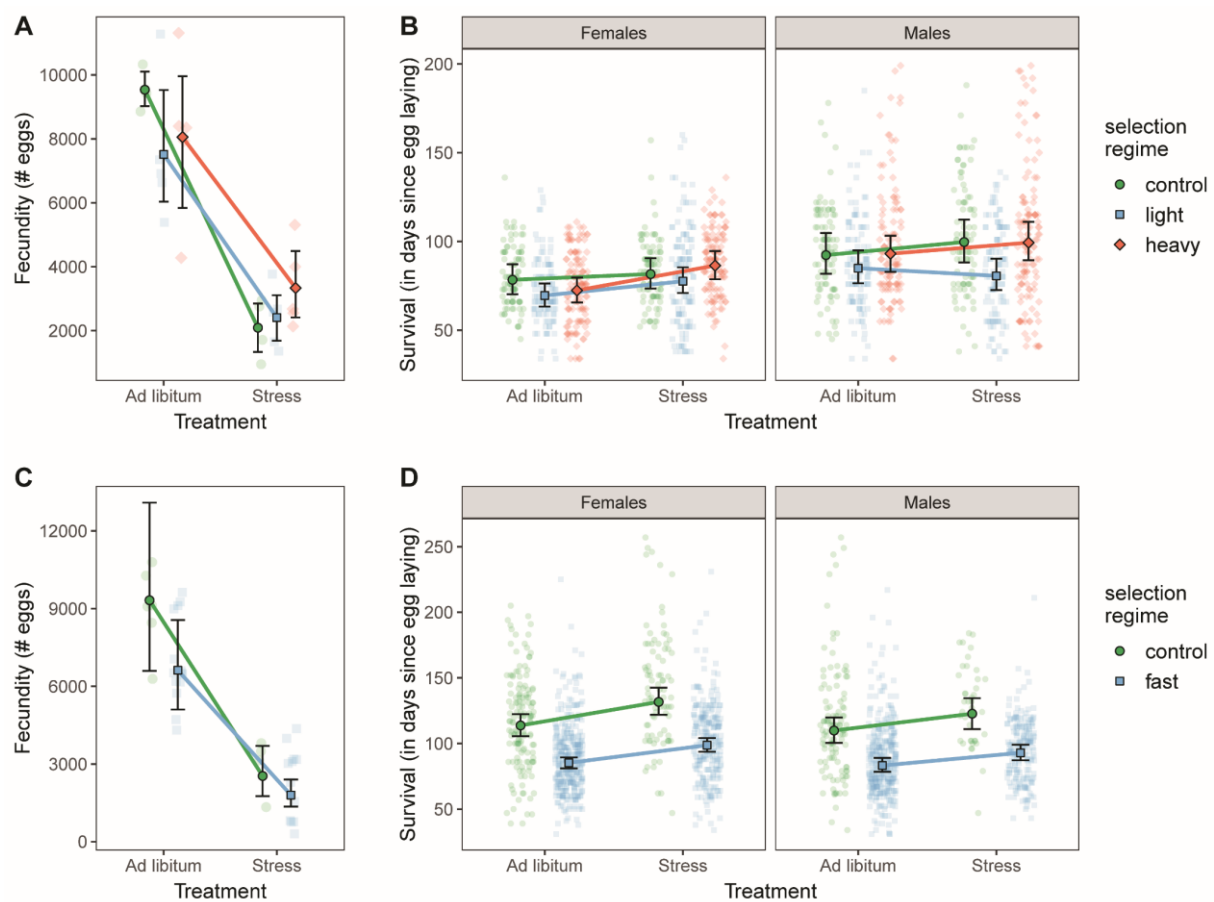 A
Fecundity (# eggs)
10000
8000
6000
4000
2000
Ad libitum
Stress
Treatment
B
Females
Males
Survival (in days since egg laying)
200
150
100
50
Ad libitum
Stress
Ad libitum
Stress
Treatment
selection
regime
control
light
heavy
C
Fecundity (# eggs)
12000
9000
6000
3000
0
Ad libitum
Stress
Treatment
D
Females
Males
Survival (in days since egg laying)
250
200
150
100
50
Ad libitum
Stress
Ad libitum
Stress
Treatment
selection
regime
control
fast